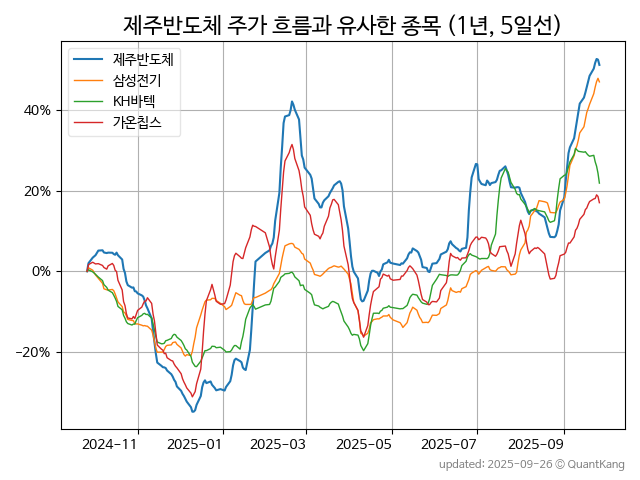 제주반도체 주가 흐름과 유사한 종목 (1년, 5일선)
제주반도체
삼성전기
KH바텍
가온칩스
40%
20%
0%
−20%
2024-11 2025-01 2025-03 2025-05 2025-07 2025-09
updated: 2025-09-26 © QuantKang